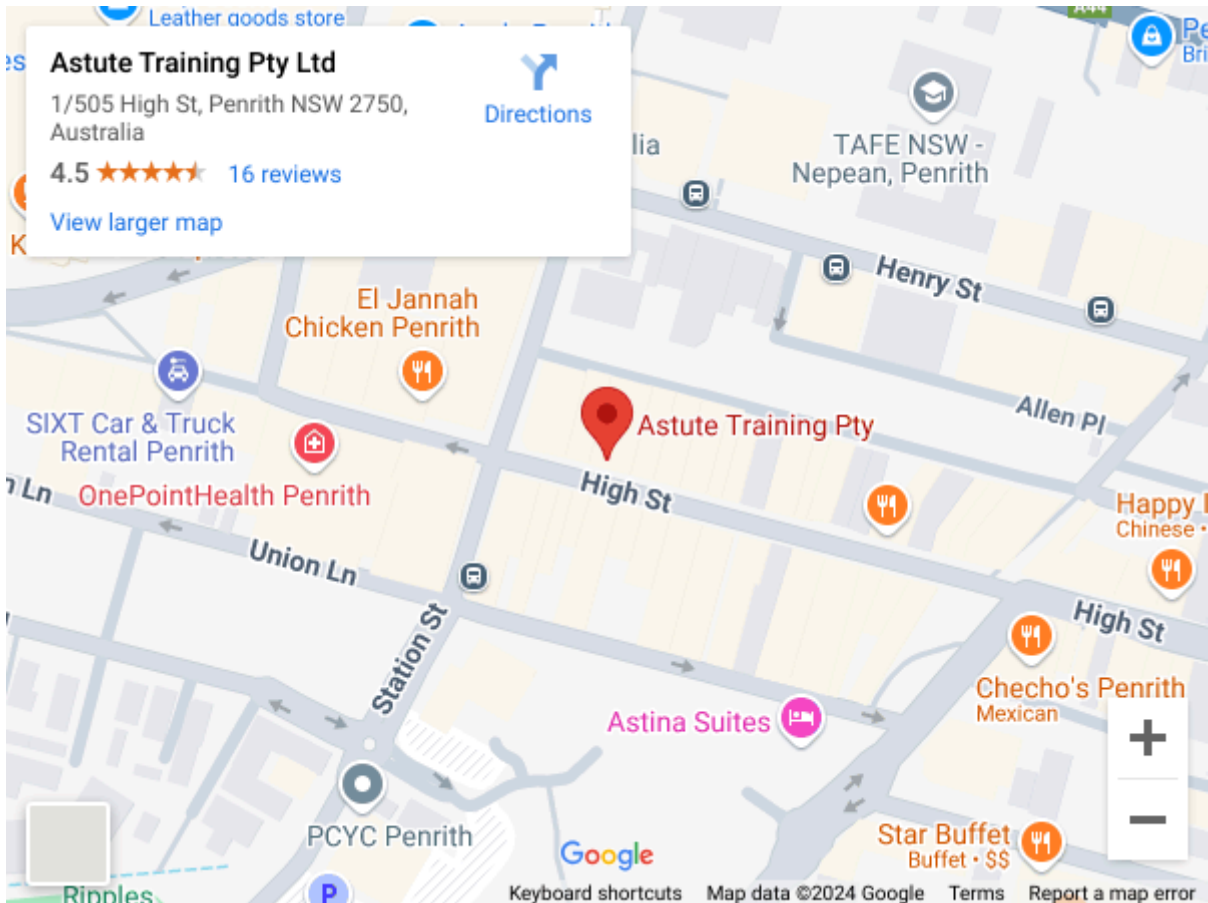 Leather goods store
A44
Astute Training Pty Ltd
1/505 High St, Penrith NSW 2750,
Australia
4.5
16 reviews
View larger map
Directions
TAFE NSW -
Nepean, Penrith
Henry St
El Jannah
Chicken Penrith
SIXT Car & Truck
Rental Penrith
OnePointHealth Penrith
Astute Training Pty
Allen Pl
High St
Happy
Chinese •
Union Ln
Ln
Station St
High St
Checho's Penrith
Mexican
Astina Suites
PCYC Penrith
Star Buffet
Buffet • $$
Google
Ripples
P
Keyboard shortcuts
Map data ©2024 Google
Terms
Report a map error